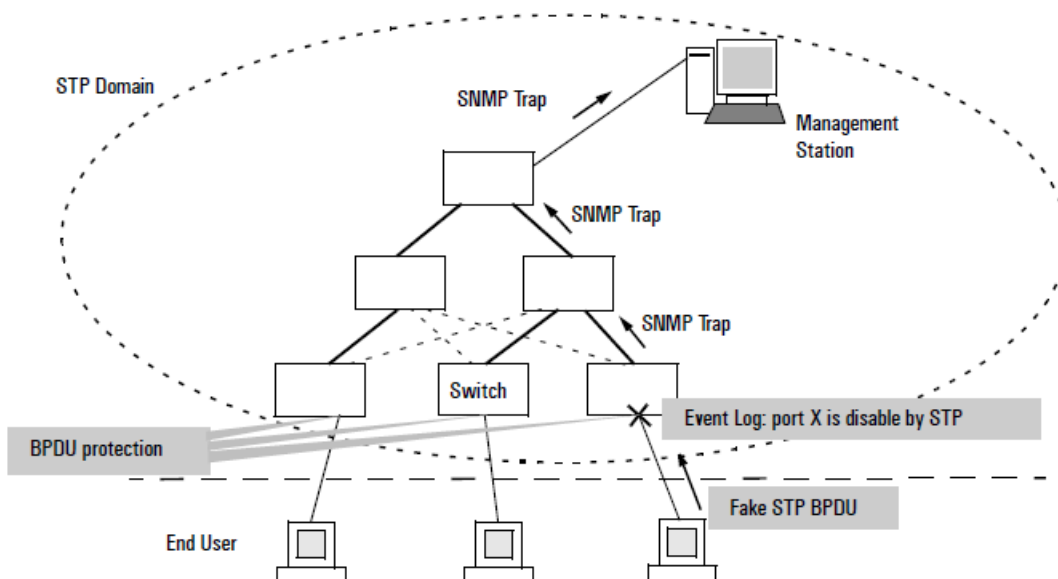 STP Domain
SNMP Trap
Management
Station
SNMP Trap
SNMP Trap
Switch
Event Log: port X is disable by STP
BPDU protection
Fake STP BPDU
End User